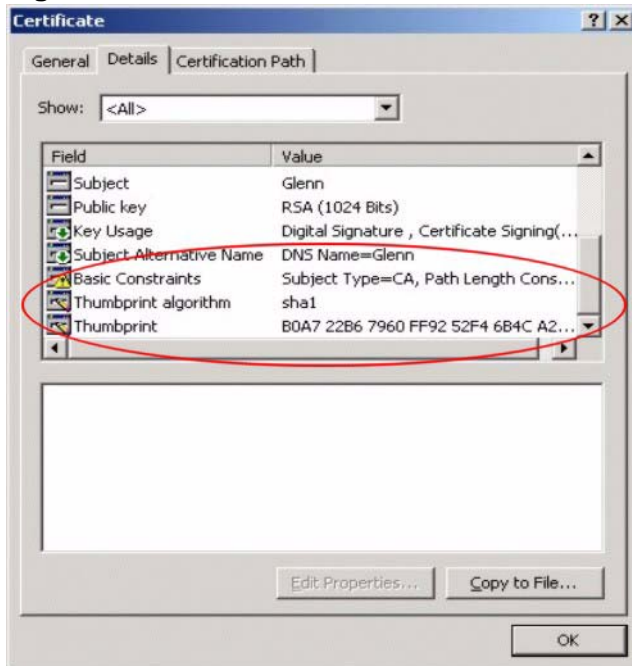 Certificate
General Details Certification Path
Show: <All>
Field Value
Subject Glenn
Public key RSA (1024 Bits)
Key Usage Digital Signature , Certificate Signing(...
Subject Alternative Name DNS Name=Glenn
Basic Constraints Subject Type=CA, Path Length Cons...
Thumbprint algorithm sha1
Thumbprint B0A7 22B6 7960 FF92 52F4 6B4C A2...
Edit Properties... Copy to File...
OK